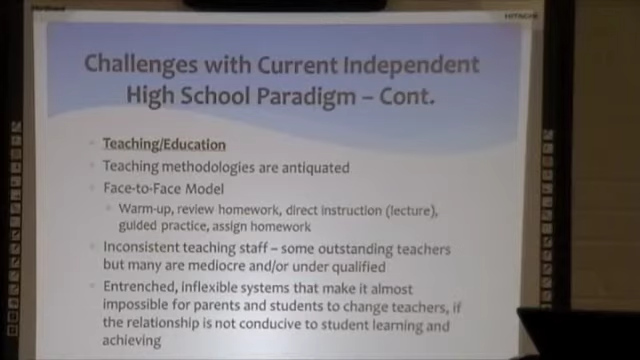 HITACHI
Challenges with Current Independent
High School Paradigm – Cont.
Teaching/Education
Teaching methodologies are antiquated
Face-to-Face Model
Warm-up, review homework, direct instruction (lecture),
guided practice, assign homework
Inconsistent teaching staff – some outstanding teachers
but many are mediocre and/or under qualified
Entrenched, inflexible systems that make it almost
impossible for parents and students to change teachers, if
the relationship is not conducive to student learning and
achieving